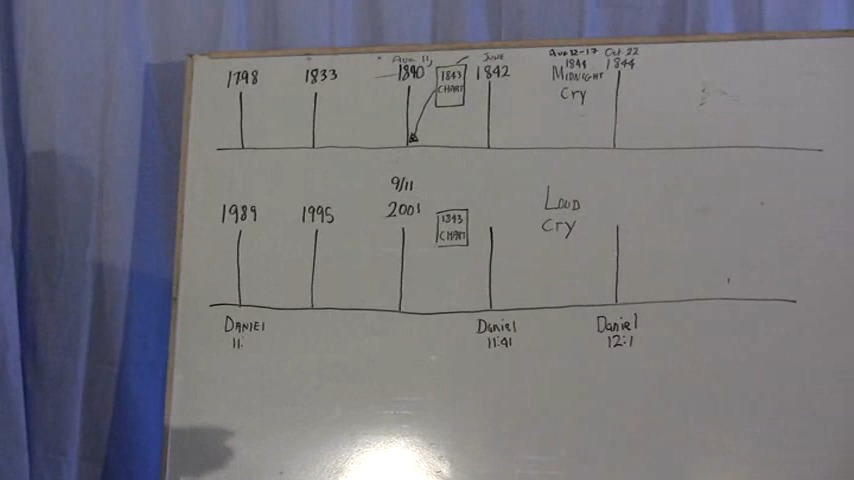 Aug 11, June Aug 12-17 Oct 22
1798 1833 1840 1843 1842 1844 1844
CHART MIDNIGHT
Cry
9/11 LOUD
1989 1995 2001 1843 Cry
CHART
DANIEL Daniel Daniel
11: 11:41 12:1